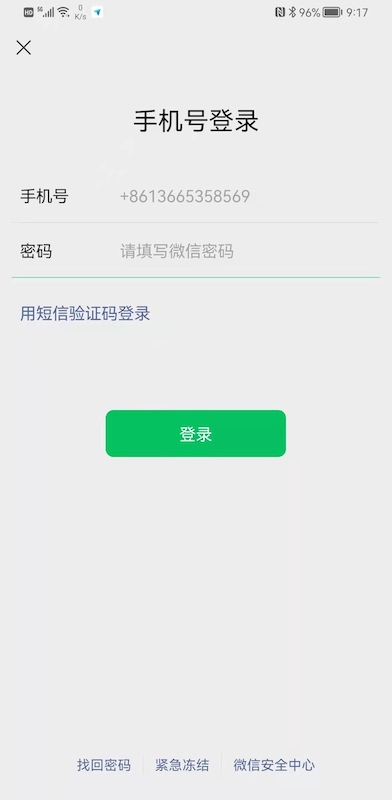 HD 5G 0 K/s 96% 9:17
手机号登录
手机号 +8613665358569
密码 请填写微信密码
用短信验证码登录
登录
找回密码 紧急冻结 微信安全中心